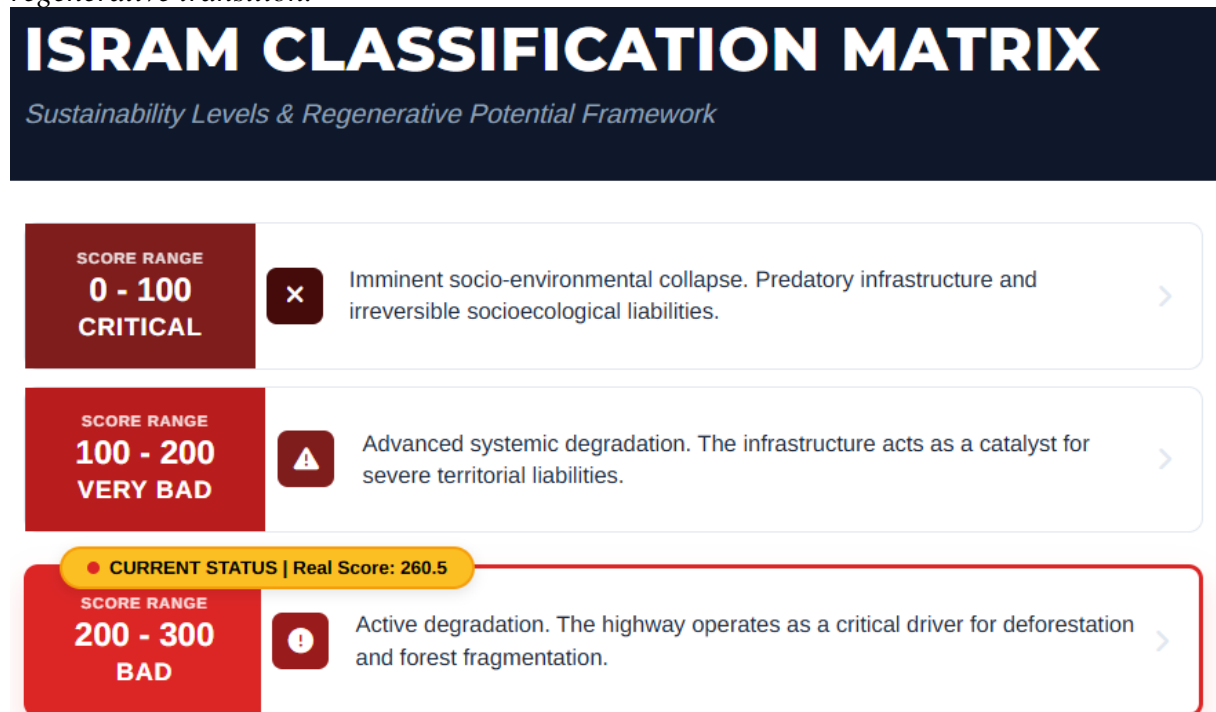 regenerative transition.
ISRAM CLASSIFICATION MATRIX
Sustainability Levels & Regenerative Potential Framework
SCORE RANGE
0 - 100
CRITICAL
Imminent socio-environmental collapse. Predatory infrastructure and
irreversible socioecological liabilities.
SCORE RANGE
100 - 200
VERY BAD
Advanced systemic degradation. The infrastructure acts as a catalyst for
severe territorial liabilities.
CURRENT STATUS | Real Score: 260.5
SCORE RANGE
200 - 300
BAD
Active degradation. The highway operates as a critical driver for deforestation
and forest fragmentation.